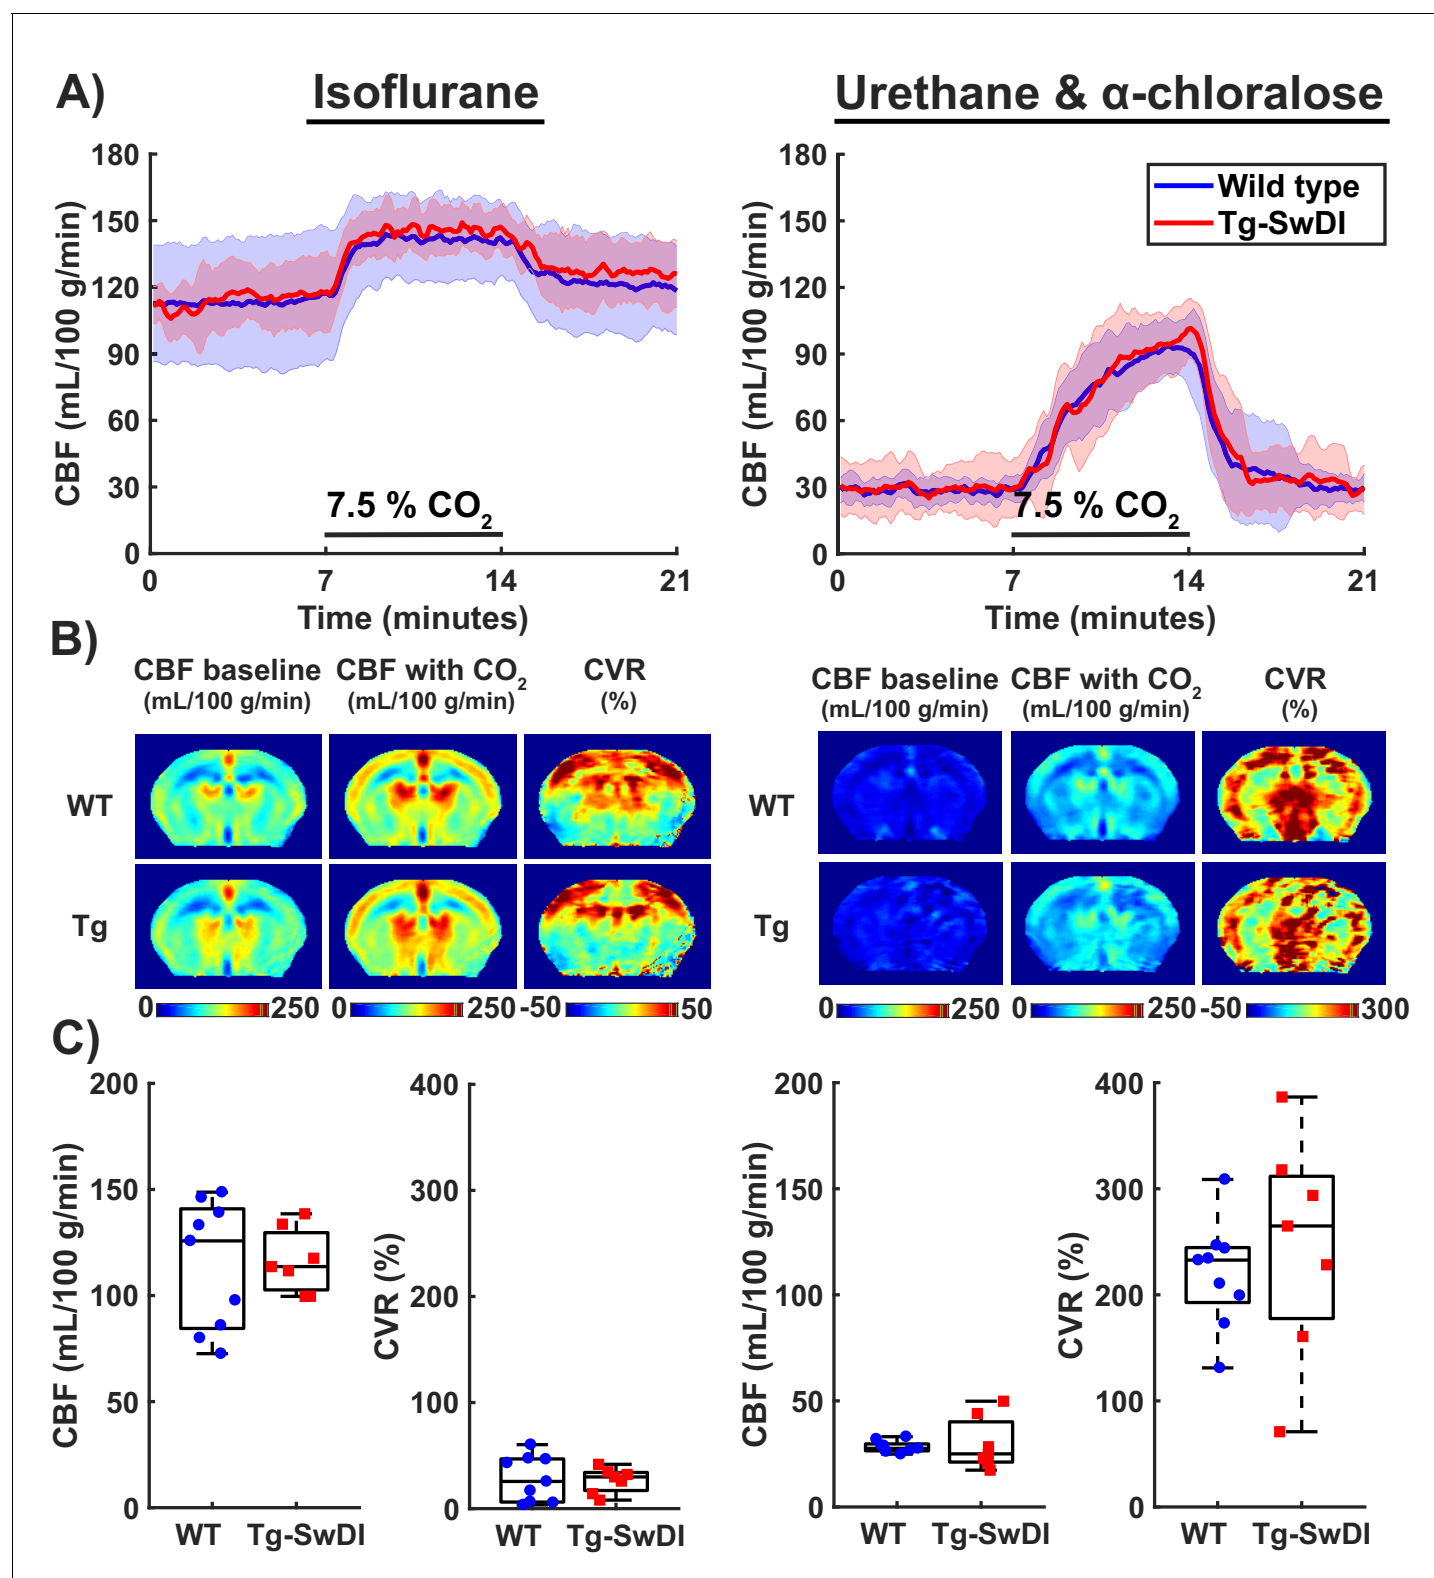 A)
Isoflurane
Urethane & α-chloralose
CBF (mL/100 g/min)
180
150
120
90
60
30
0
7.5 % CO2
0 7 14 21
Time (minutes)
CBF (mL/100 g/min)
180
150
120
90
60
30
0
Wild type
Tg-SwDI
7.5 % CO2
0 7 14 21
Time (minutes)
B)
CBF baseline
(mL/100 g/min)
CBF with CO2
(mL/100 g/min)
CVR
(%)
WT
Tg
0 250
0 250
-50 50
CBF baseline
(mL/100 g/min)
CBF with CO2
(mL/100 g/min)
CVR
(%)
WT
Tg
0 250
0 250
-50 300
C)
CBF (mL/100 g/min)
200
150
100
50
0
WT Tg-SwDI
CVR (%)
400
300
200
100
0
WT Tg-SwDI
CBF (mL/100 g/min)
200
150
100
50
0
WT Tg-SwDI
CVR (%)
400
300
200
100
0
WT Tg-SwDI